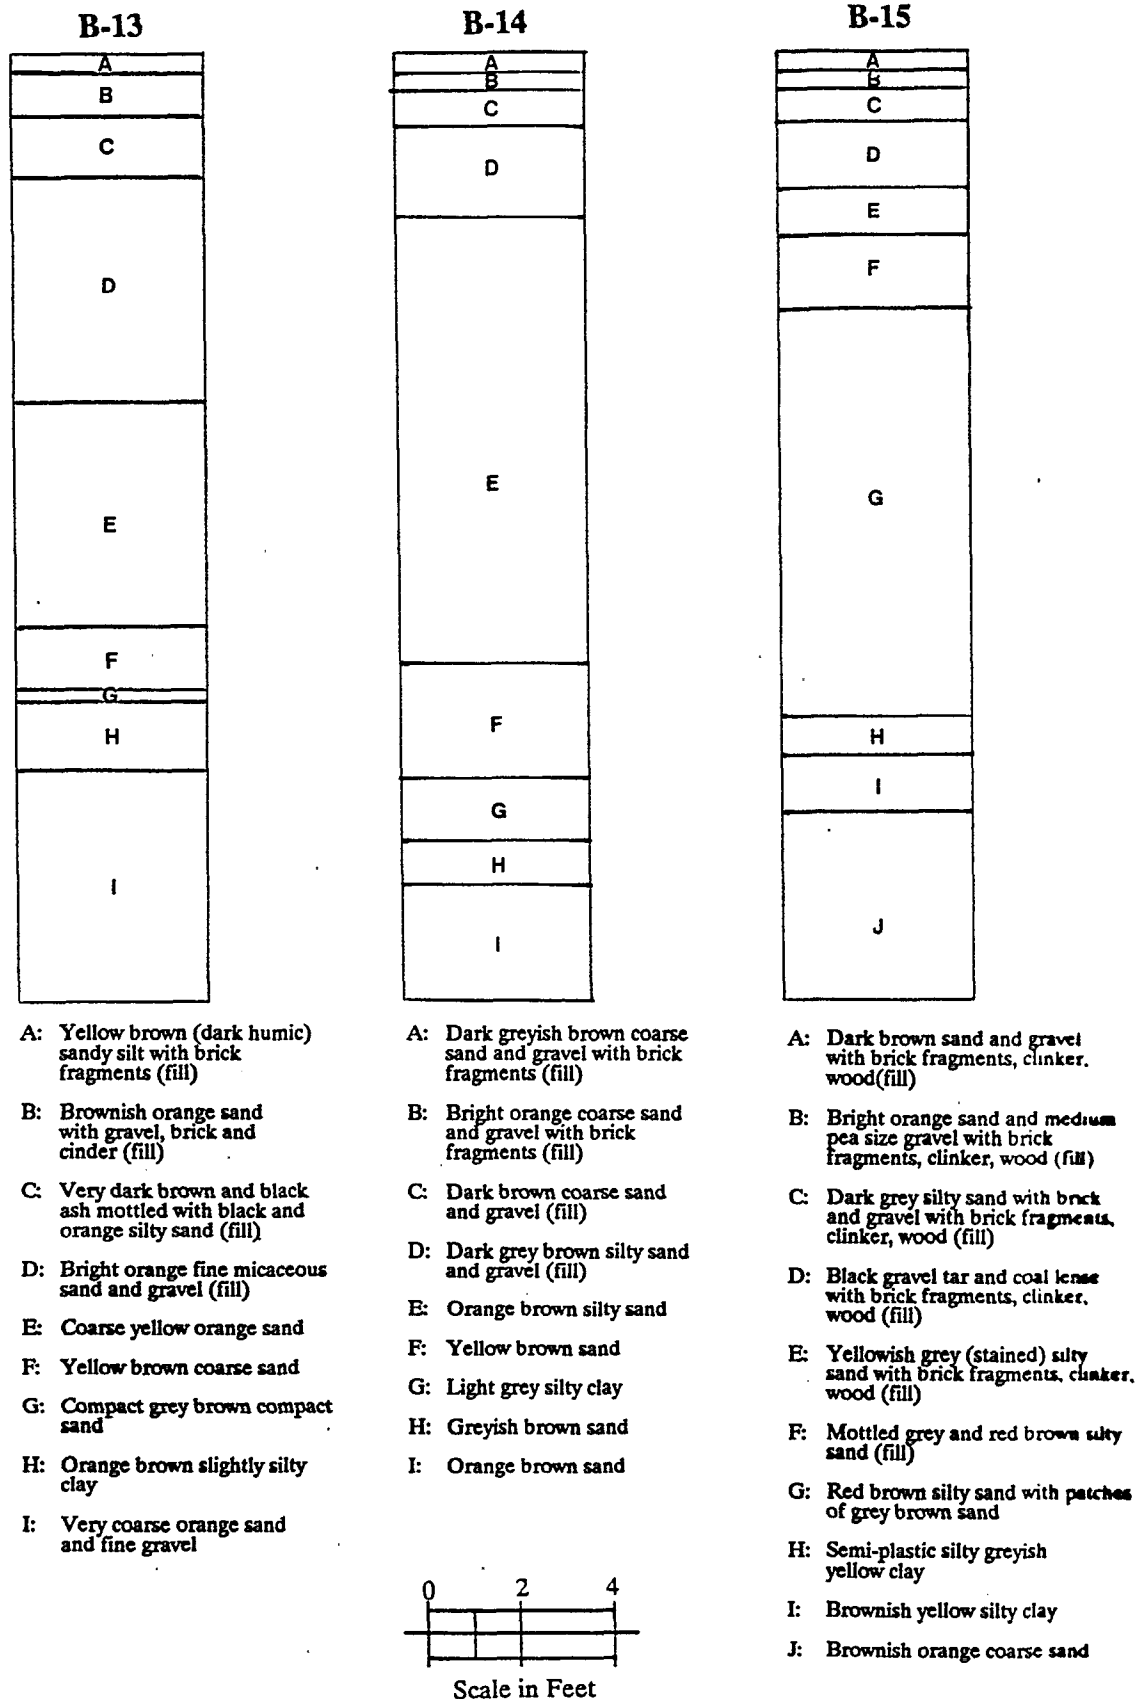 B-13
A
B
C
D
E
F
G
H
I
A: Yellow brown (dark humic)
sandy silt with brick
fragments (fill)
B: Brownish orange sand
with gravel, brick and
cinder (fill)
C: Very dark brown and black
ash mottled with black and
orange silty sand (fill)
D: Bright orange fine micaceous
sand and gravel (fill)
E: Coarse yellow orange sand
F: Yellow brown coarse sand
G: Compact grey brown compact
sand
H: Orange brown slightly silty
clay
I: Very coarse orange sand
and fine gravel
B-14
A
B
C
D
E
F
G
H
I
A: Dark greyish brown coarse
sand and gravel with brick
fragments (fill)
B: Bright orange coarse sand
and gravel with brick
fragments (fill)
C: Dark brown coarse sand
and gravel (fill)
D: Dark grey brown silty sand
and gravel (fill)
E: Orange brown silty sand
F: Yellow brown sand
G: Light grey silty clay
H: Greyish brown sand
I: Orange brown sand
B-15
A
B
C
D
E
F
G
H
I
J
A: Dark brown sand and gravel
with brick fragments, clinker,
wood(fill)
B: Bright orange sand and medium
pea size gravel with brick
fragments, clinker, wood (fill)
C: Dark grey silty sand with brick
and gravel with brick fragments,
clinker, wood (fill)
D: Black gravel tar and coal lense
with brick fragments, clinker,
wood (fill)
E: Yellowish grey (stained) silty
sand with brick fragments, clinker,
wood (fill)
F: Mottled grey and red brown silty
sand (fill)
G: Red brown silty sand with patches
of grey brown sand
H: Semi-plastic silty greyish
yellow clay
I: Brownish yellow silty clay
J: Brownish orange coarse sand
0 2 4
Scale in Feet